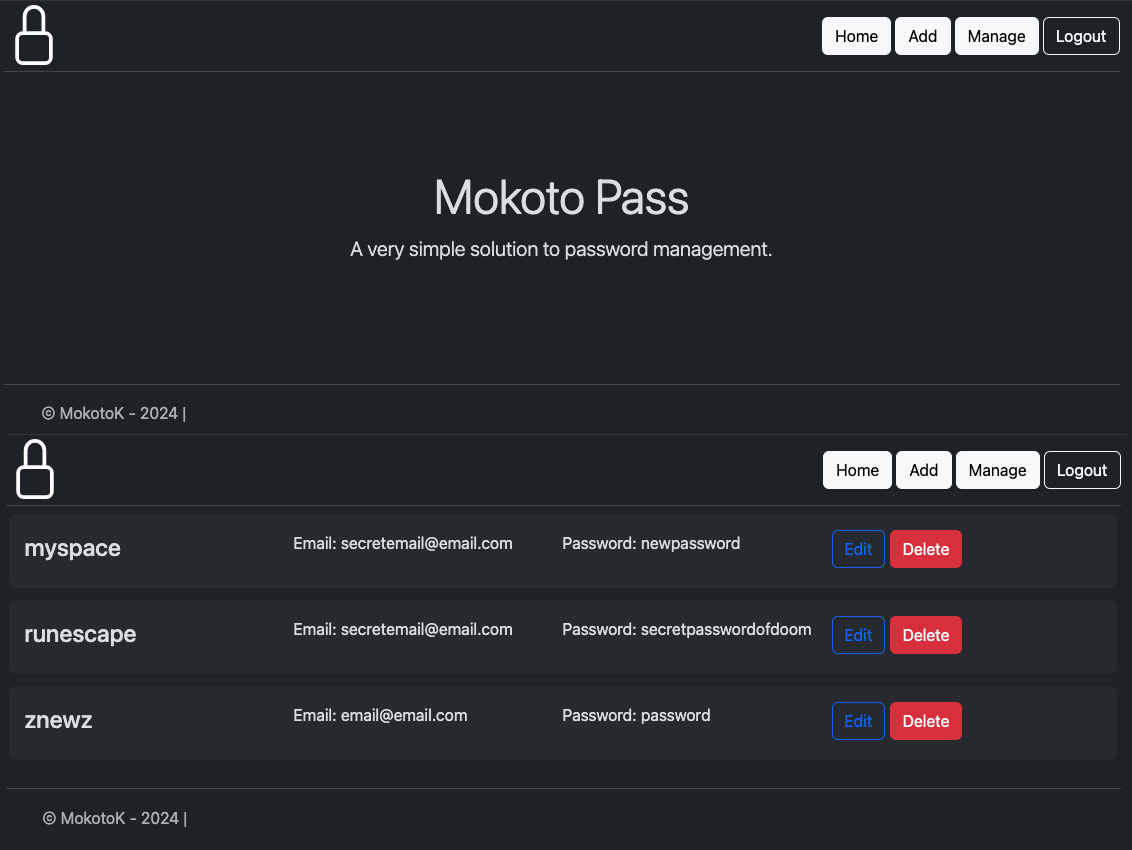 Home Add Manage Logout
Mokoto Pass
A very simple solution to password management.
© MokotoK - 2024 |
Home Add Manage Logout
myspace Email: secretemail@email.com Password: newpassword Edit Delete
runescape Email: secretemail@email.com Password: secretpasswordofdoom Edit Delete
znewz Email: email@email.com Password: password Edit Delete
© MokotoK - 2024 |